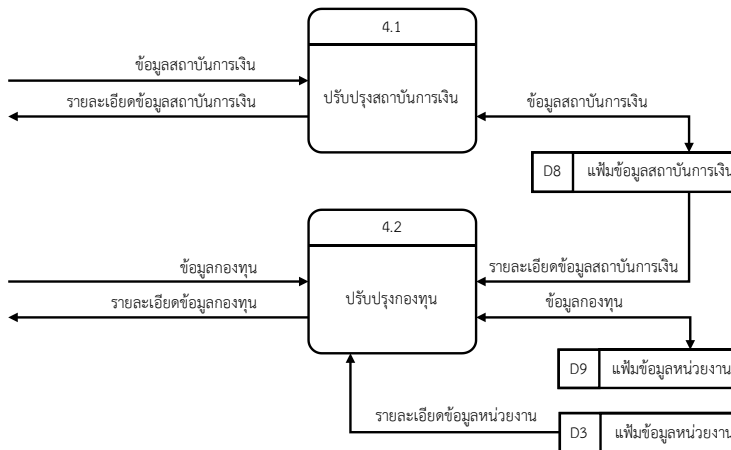 4.1
ข้อมูลสถาบันการเงิน
ปรับปรุงสถาบันการเงิน
รายละเอียดข้อมูลสถาบันการเงิน
ข้อมูลสถาบันการเงิน
D8 แฟ้มข้อมูลสถาบันการเงิน
4.2
ข้อมูลกองทุน
รายละเอียดข้อมูลสถาบันการเงิน
ปรับปรุงกองทุน
รายละเอียดข้อมูลกองทุน
ข้อมูลกองทุน
D9 แฟ้มข้อมูลหน่วยงาน
รายละเอียดข้อมูลหน่วยงาน
D3 แฟ้มข้อมูลหน่วยงาน